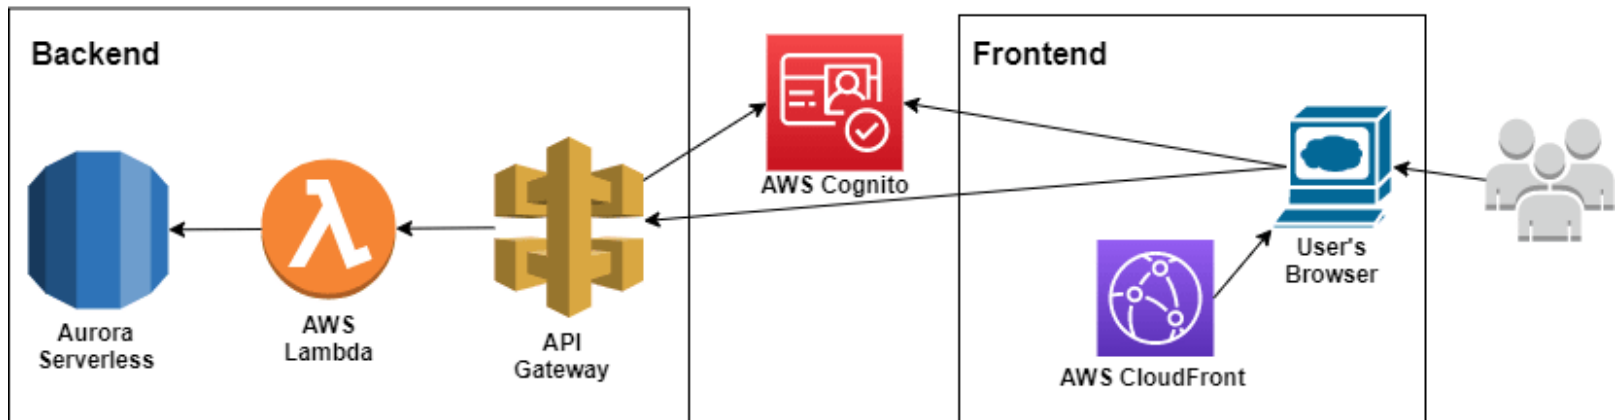 Backend
Frontend
AWS Cognito
Aurora
Serverless
AWS
Lambda
API
Gateway
User's
Browser
AWS CloudFront